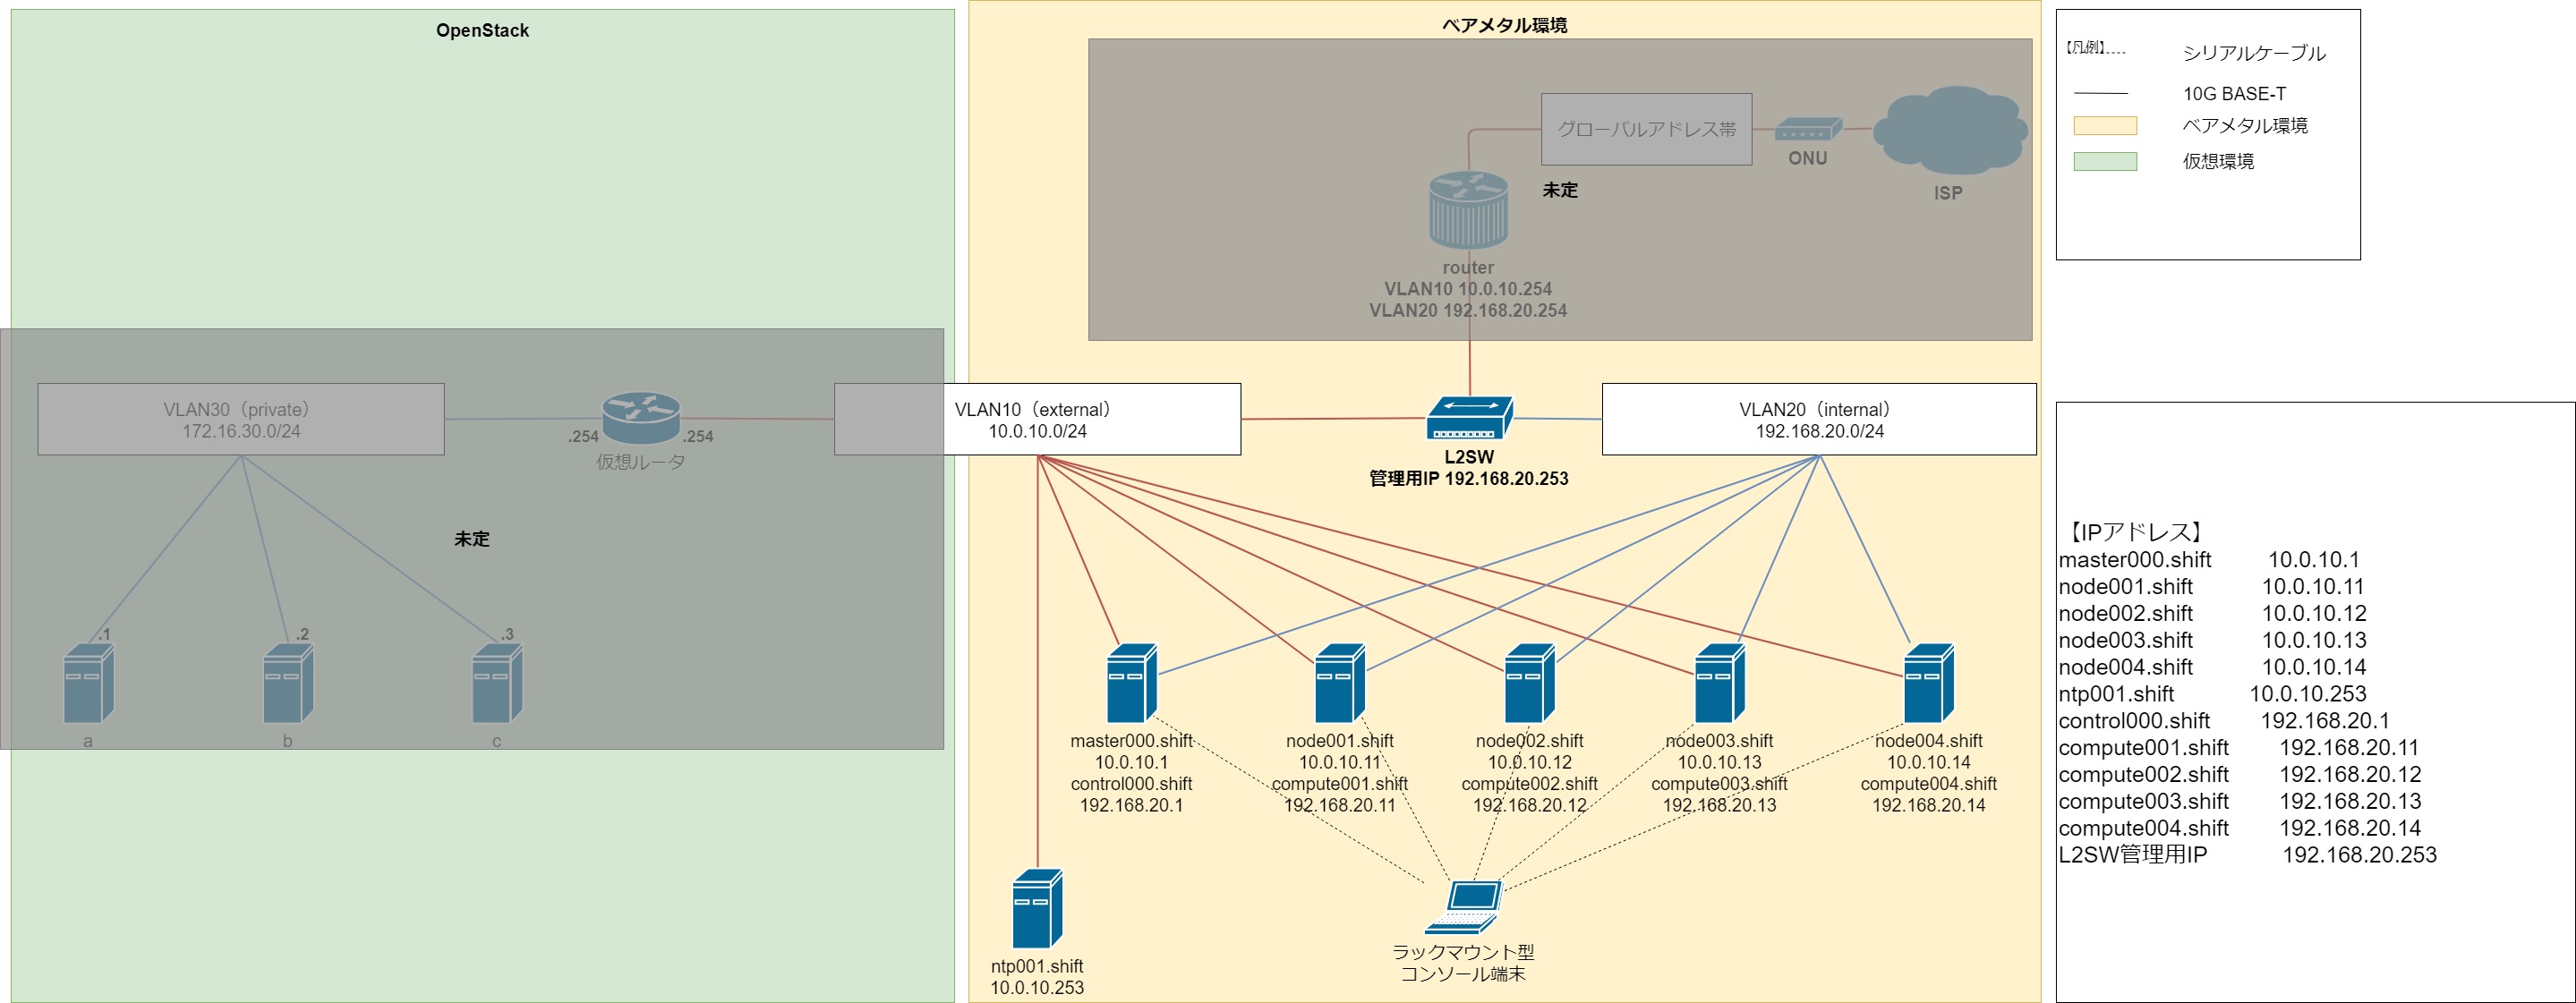 OpenStack
VLAN30（private）
172.16.30.0/24
.254
.254
仮想ルータ
未定
.1
.2
.3
a
b
c
ベアメタル環境
グローバルアドレス帯
ONU
ISP
未定
router
VLAN10 10.0.10.254
VLAN20 192.168.20.254
VLAN10（external）
10.0.10.0/24
L2SW
管理用IP 192.168.20.253
VLAN20（internal）
192.168.20.0/24
master000.shift
10.0.10.1
control000.shift
192.168.20.1
node001.shift
10.0.10.11
compute001.shift
192.168.20.11
node002.shift
10.0.10.12
compute002.shift
192.168.20.12
node003.shift
10.0.10.13
compute003.shift
192.168.20.13
node004.shift
10.0.10.14
compute004.shift
192.168.20.14
ntp001.shift
10.0.10.253
ラックマウント型
コンソール端末
【凡例】
シリアルケーブル
10G BASE-T
ベアメタル環境
仮想環境
【IPアドレス】
master000.shift 10.0.10.1
node001.shift 10.0.10.11
node002.shift 10.0.10.12
node003.shift 10.0.10.13
node004.shift 10.0.10.14
ntp001.shift 10.0.10.253
control000.shift 192.168.20.1
compute001.shift 192.168.20.11
compute002.shift 192.168.20.12
compute003.shift 192.168.20.13
compute004.shift 192.168.20.14
L2SW管理用IP 192.168.20.253